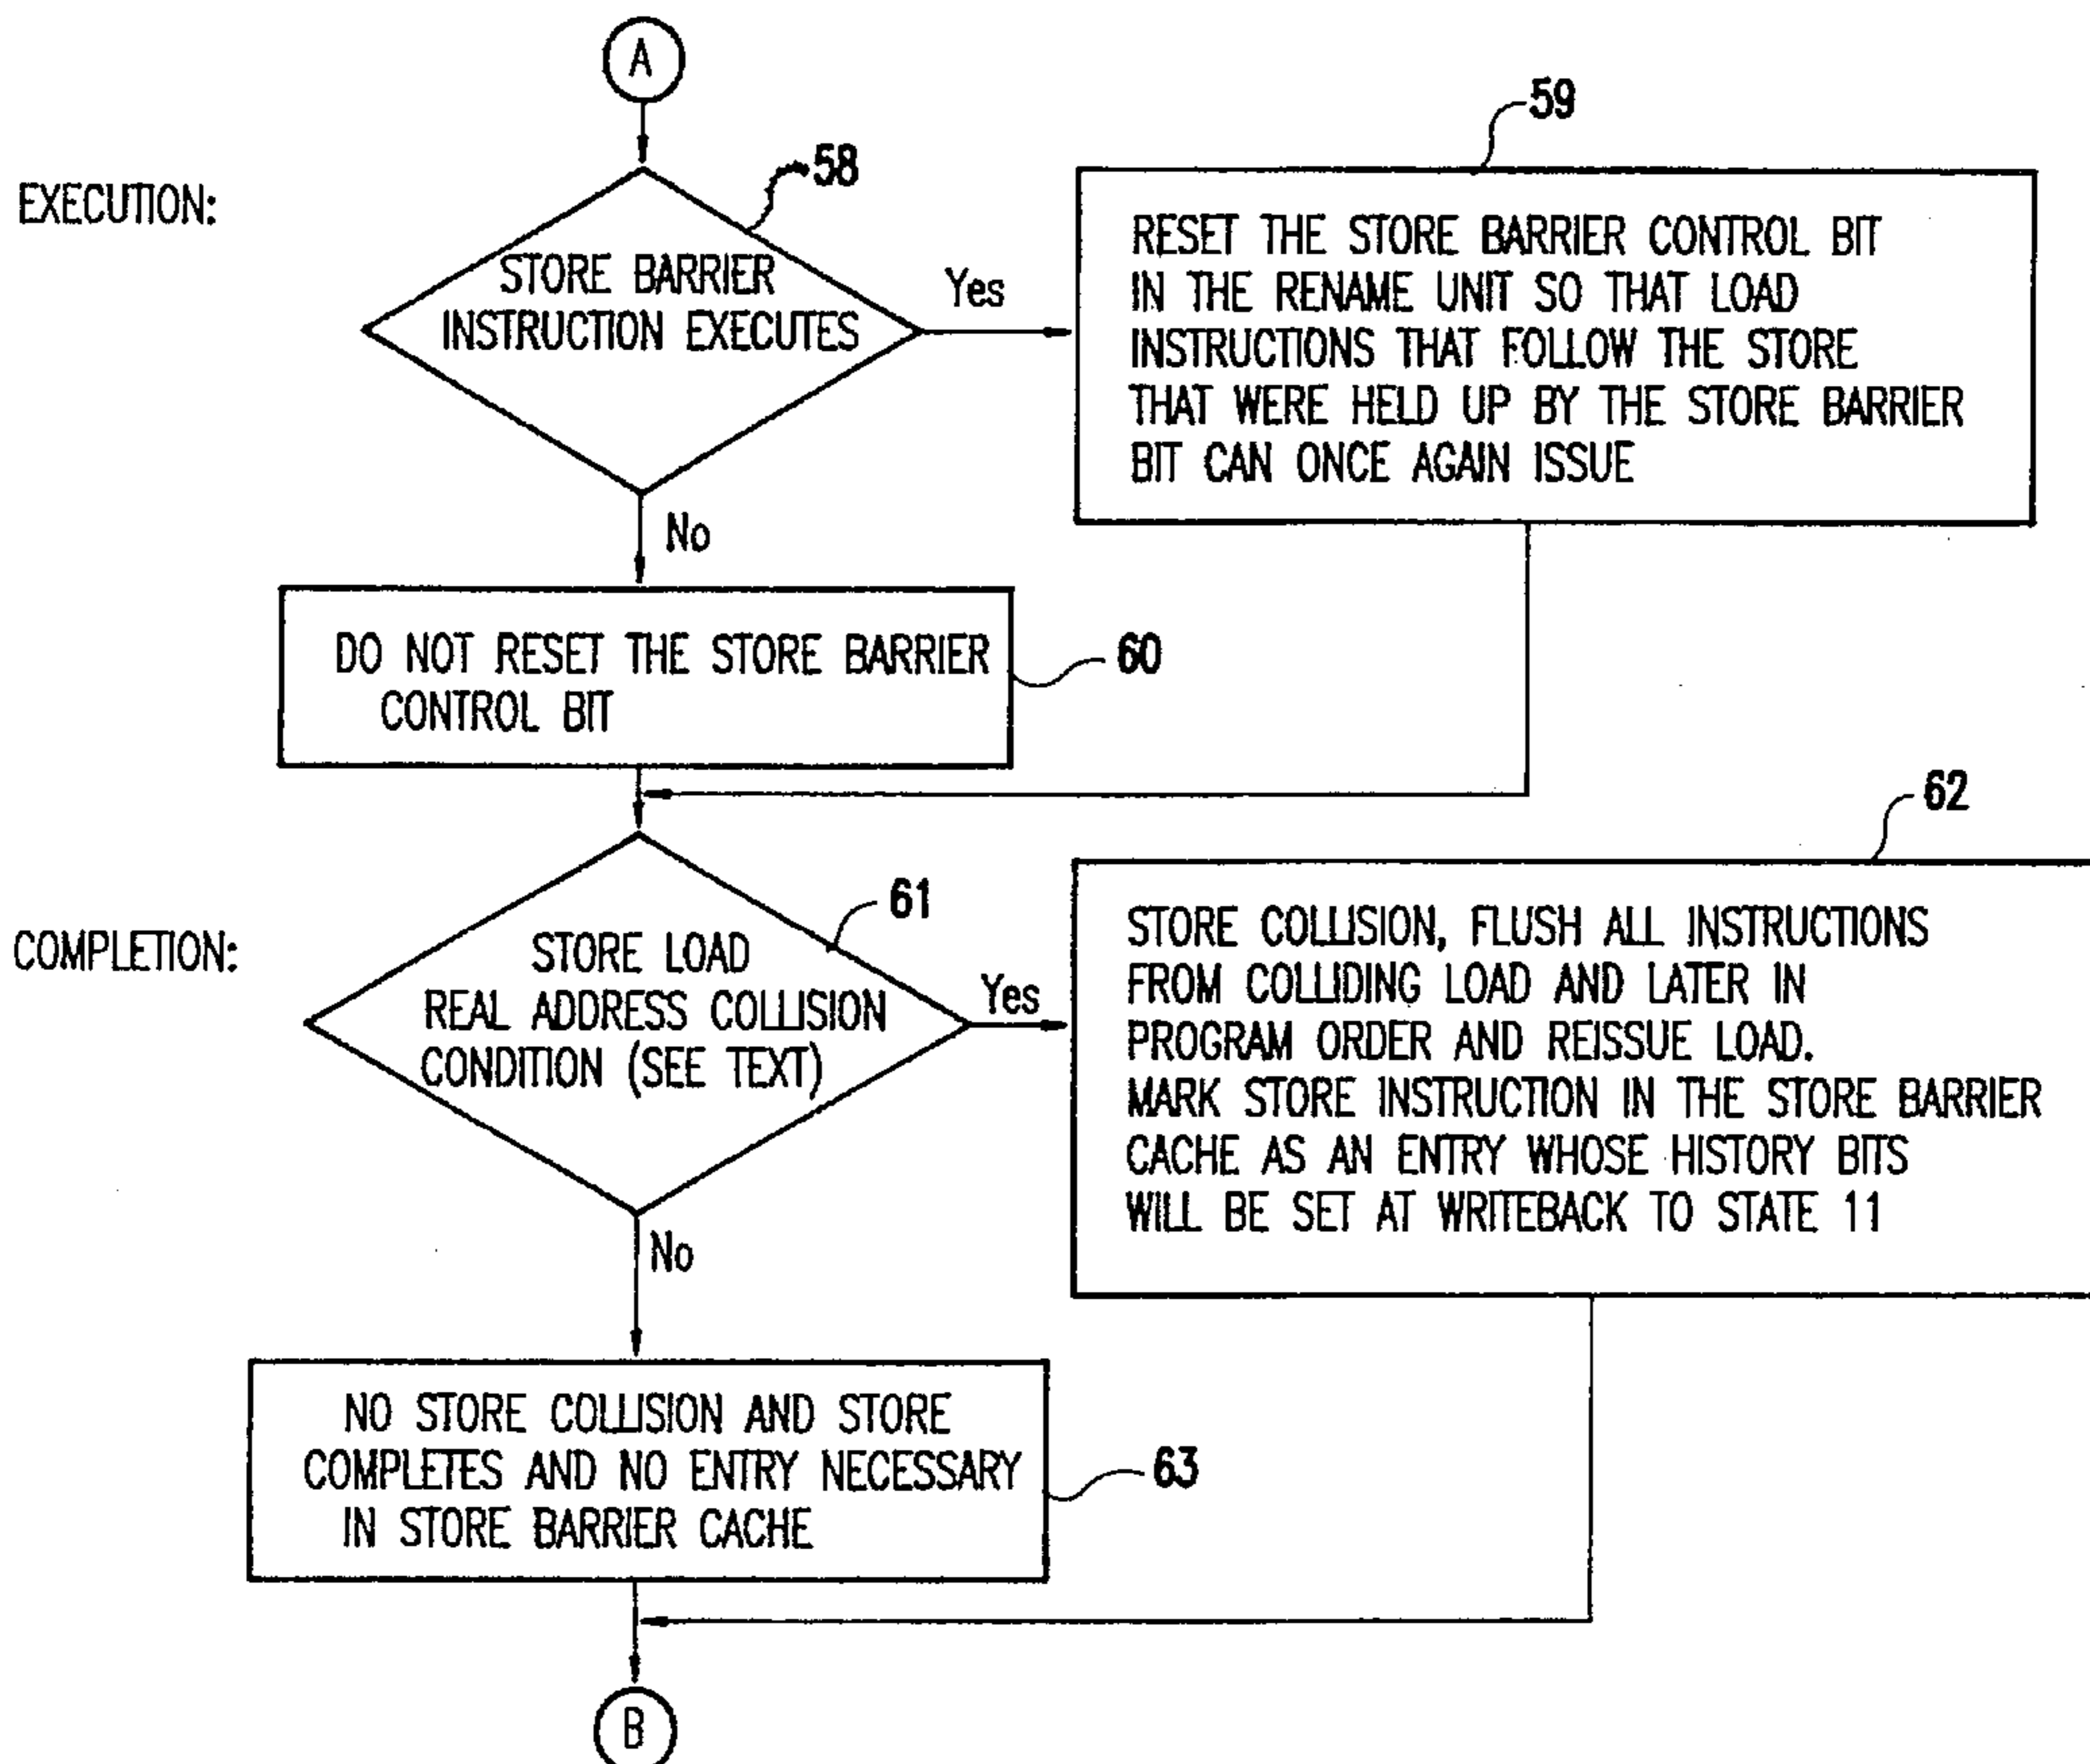 A
EXECUTION:
58
STORE BARRIER
INSTRUCTION EXECUTES
Yes
59
RESET THE STORE BARRIER CONTROL BIT
IN THE RENAME UNIT SO THAT LOAD
INSTRUCTIONS THAT FOLLOW THE STORE
THAT WERE HELD UP BY THE STORE BARRIER
BIT CAN ONCE AGAIN ISSUE
No
DO NOT RESET THE STORE BARRIER
CONTROL BIT
60
COMPLETION:
61
STORE LOAD
REAL ADDRESS COLLISION
CONDITION (SEE TEXT)
Yes
62
STORE COLLISION, FLUSH ALL INSTRUCTIONS
FROM COLLIDING LOAD AND LATER IN
PROGRAM ORDER AND REISSUE LOAD.
MARK STORE INSTRUCTION IN THE STORE BARRIER
CACHE AS AN ENTRY WHOSE HISTORY BITS
WILL BE SET AT WRITEBACK TO STATE 11
No
NO STORE COLLISION AND STORE
COMPLETES AND NO ENTRY NECESSARY
IN STORE BARRIER CACHE
63
B